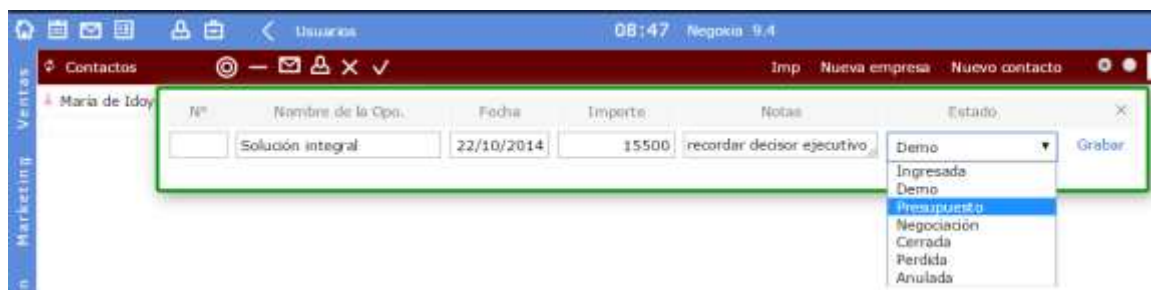 Usuarios 08:47 Negokia 9.4
Contactos Imp Nueva empresa Nuevo contacto
Maria de Idoy
Nº Nombre de la Opo. Fecha Importe Notas Estado
Solución integral 22/10/2014 15500 recordar decisor ejecutivo Demo Grabar
Ingresada
Demo
Presupuesto
Negociación
Cerrada
Perdida
Anulada
Ventas
Marketing